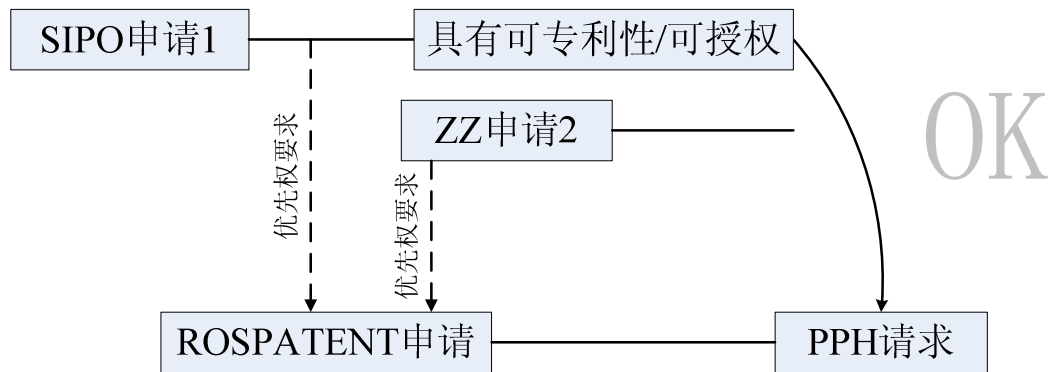 SIPO申请1
具有可专利性/可授权
ZZ申请2
OK
优先权要求
优先权要求
ROSPATENT申请
PPH请求